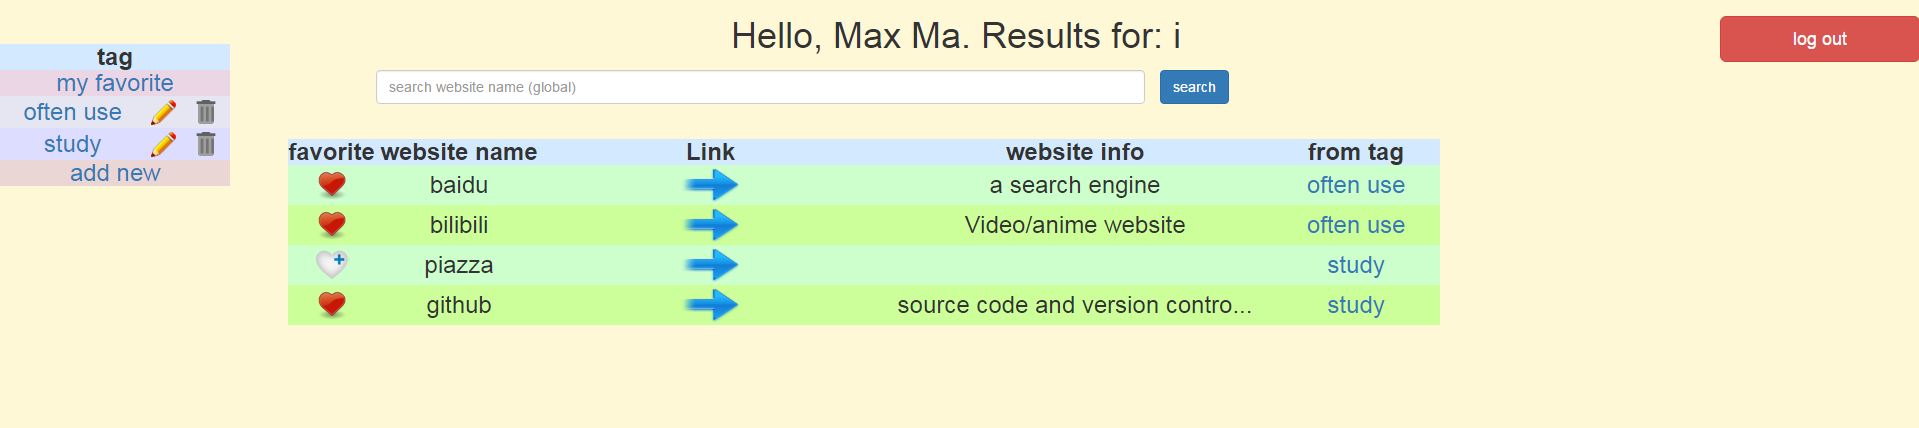 Hello, Max Ma. Results for: i
log out
tag
my favorite
often use
study
add new
search website name (global)
search
favorite website name Link website info from tag
baidu a search engine often use
bilibili Video/anime website often use
piazza study
github source code and version contro... study